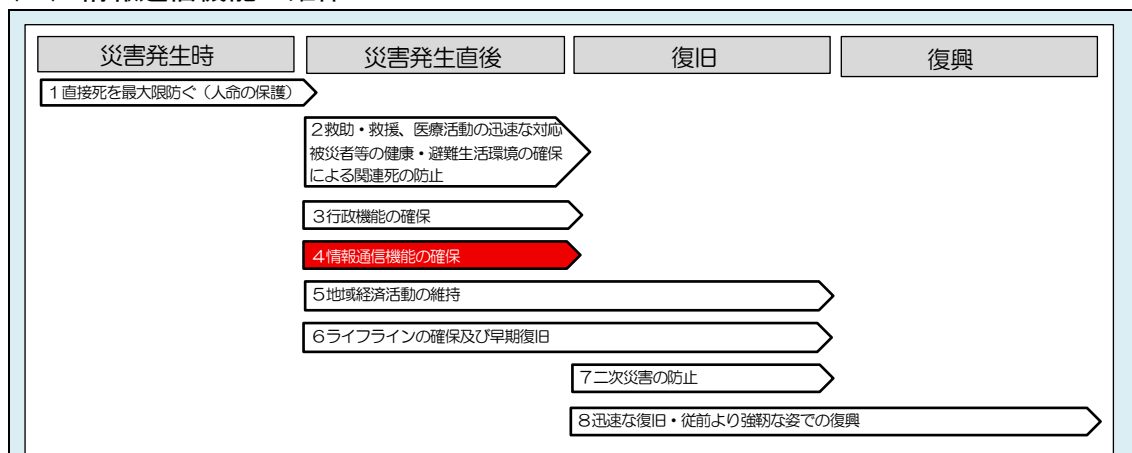 災害発生時
災害発生直後
復旧
復興
1直接死を最大限防ぐ（人命の保護）
2救助・救援、医療活動の迅速な対応
被災者等の健康・避難生活環境の確保
による関連死の防止
3行政機能の確保
4情報通信機能の確保
5地域経済活動の維持
6ライフラインの確保及び早期復旧
7二次災害の防止
8迅速な復旧・従前より強靱な姿での復興